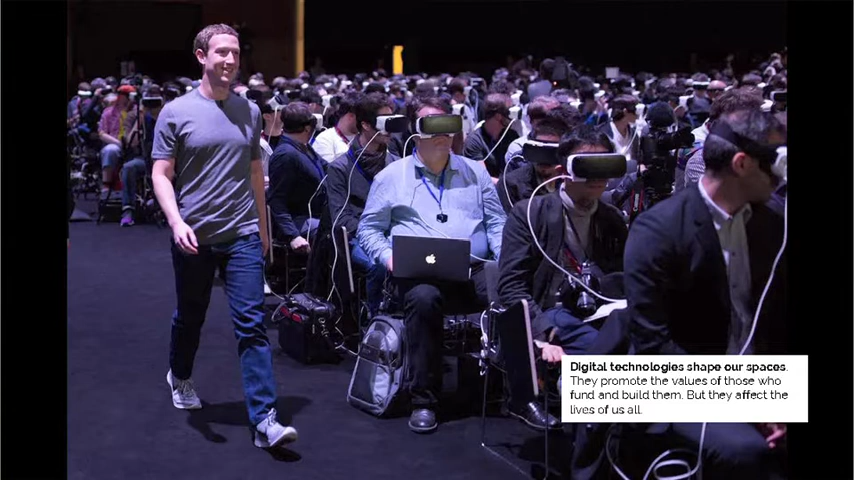 Digital technologies shape our spaces.
They promote the values of those who
fund and build them. But they affect the
lives of us all.